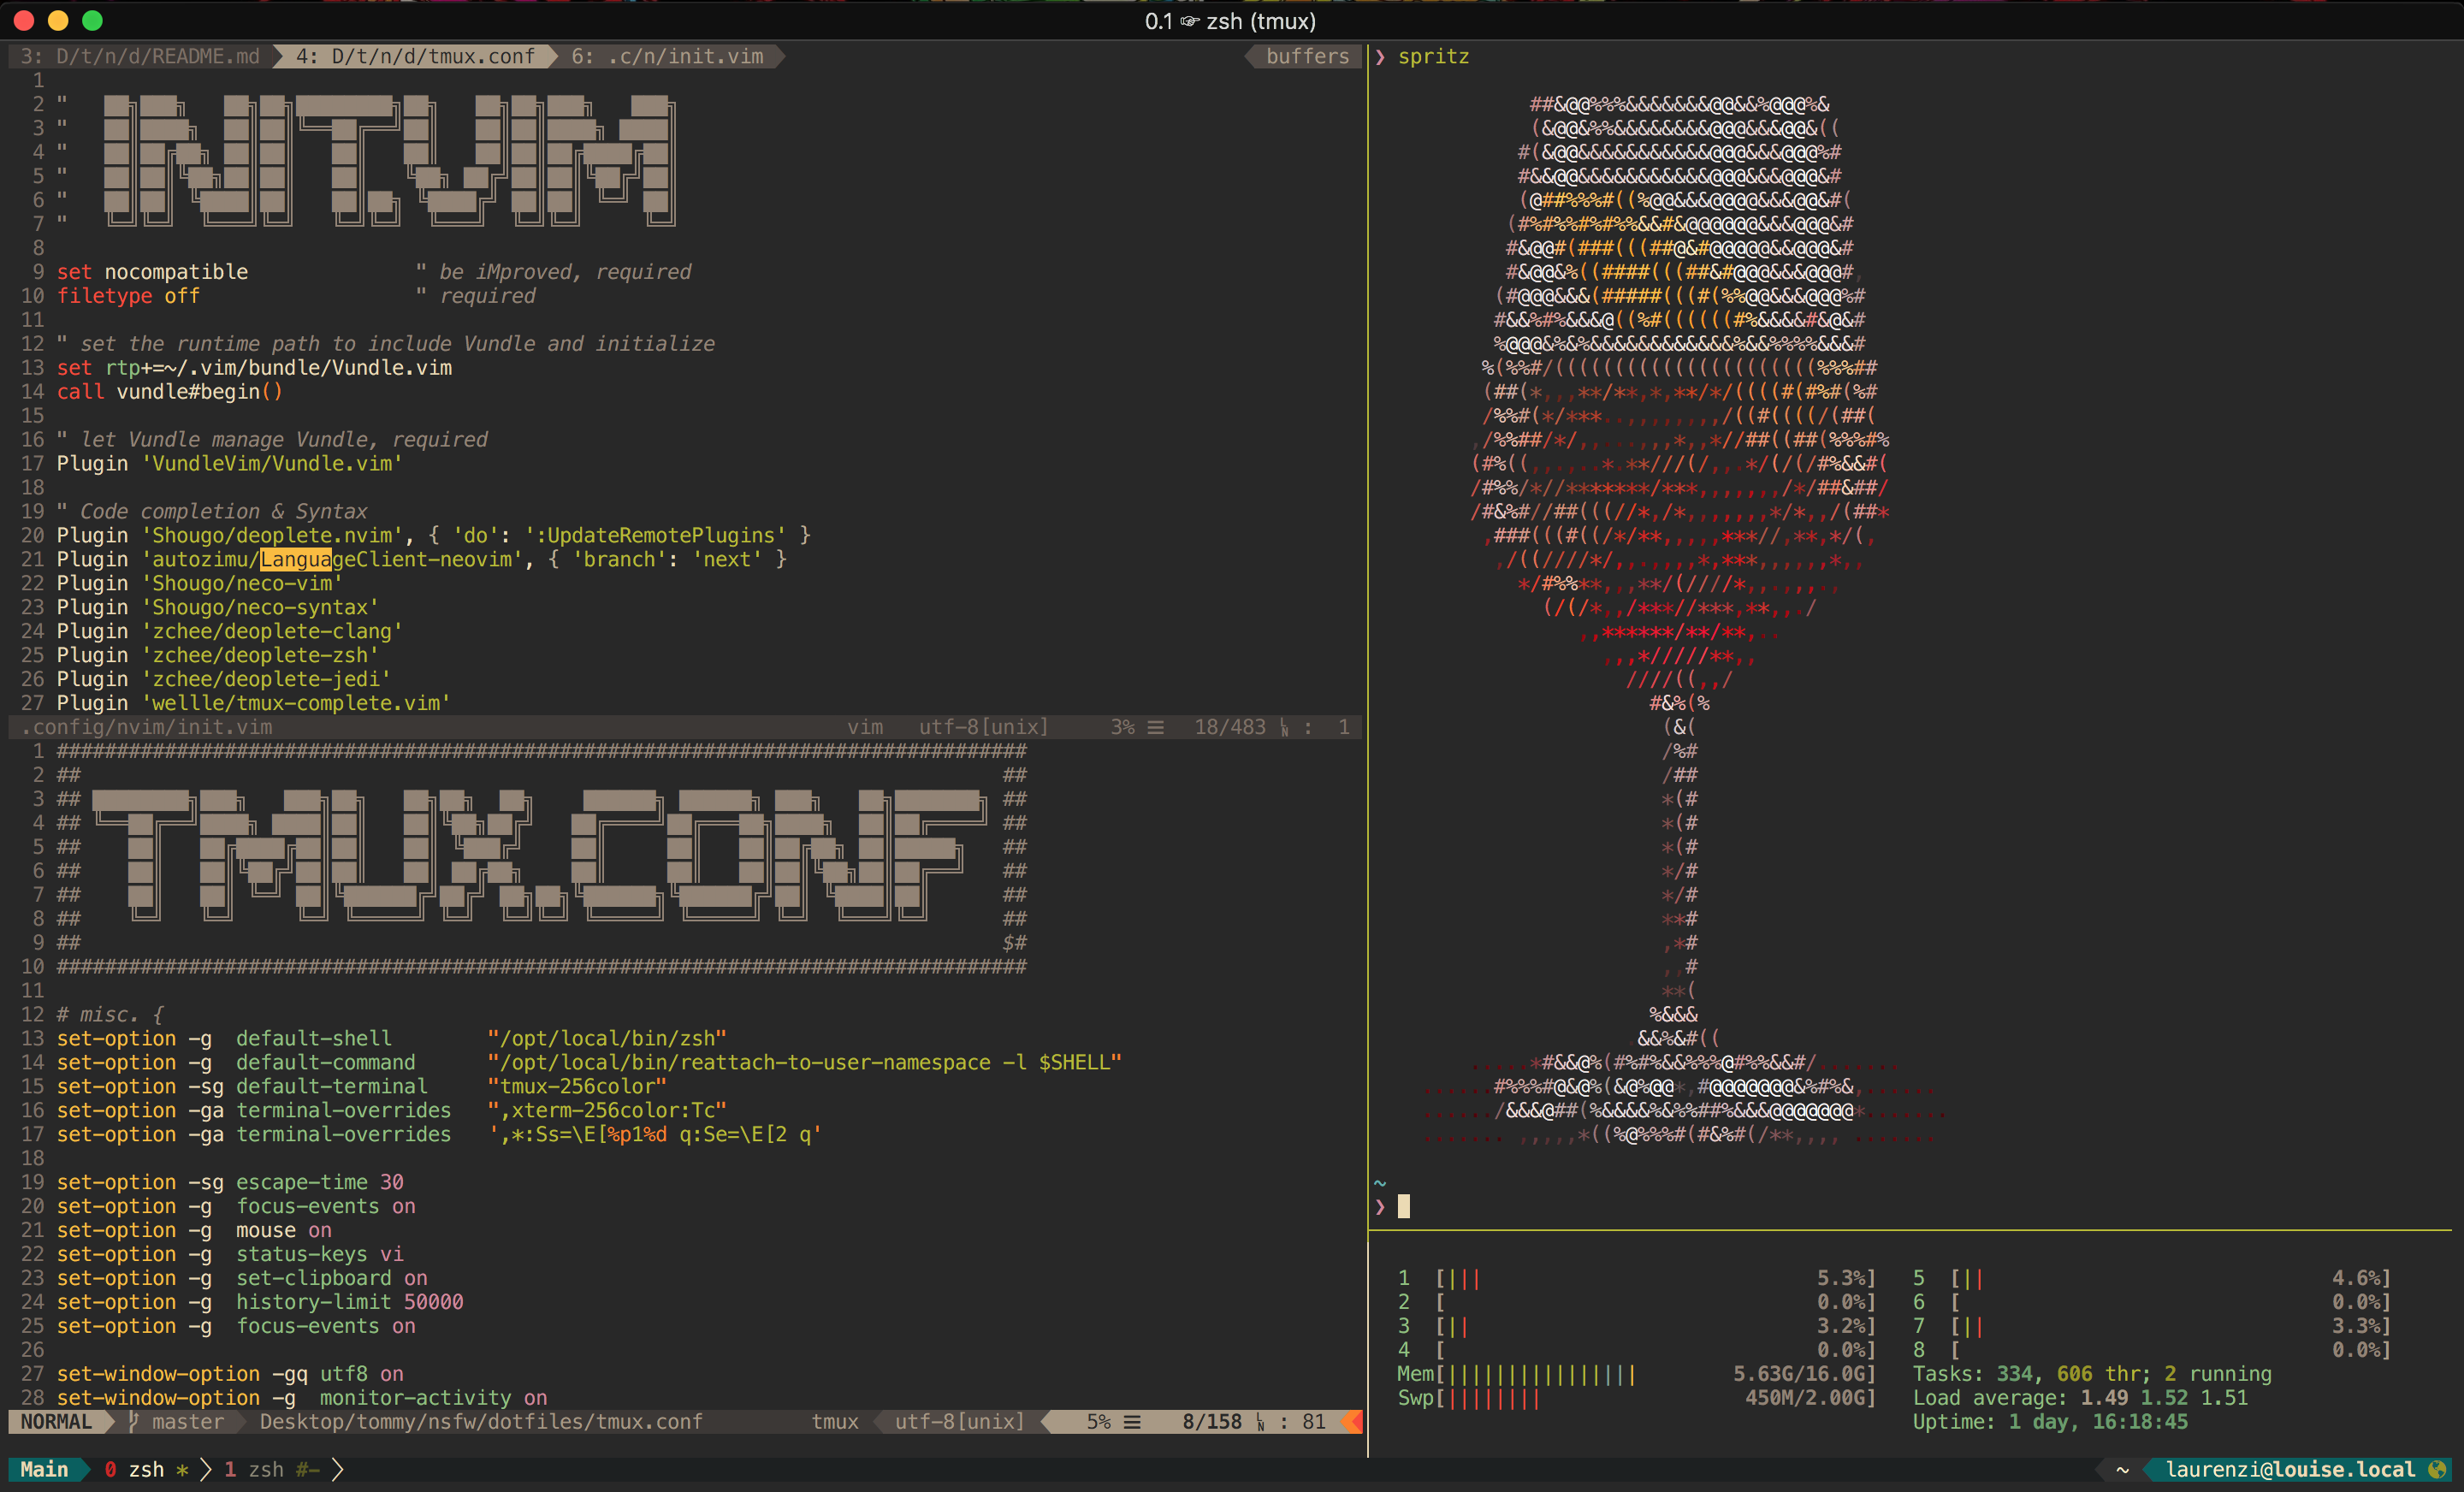 0.1 ☞ zsh (tmux)
3: D/t/n/d/README.md 4: D/t/n/d/tmux.conf 6: .c/n/init.vim buffers
1
2 "
3 "
4 "
5 "
6 "
7 "
INIT.VIM
8
9 set nocompatible " be iMproved, required
10 filetype off " required
11
12 " set the runtime path to include Vundle and initialize
13 set rtp+=~/.vim/bundle/Vundle.vim
14 call vundle#begin()
15
16 " let Vundle manage Vundle, required
17 Plugin 'VundleVim/Vundle.vim'
18
19 " Code completion & Syntax
20 Plugin 'Shougo/deoplete.nvim', { 'do': ':UpdateRemotePlugins' }
21 Plugin 'autozimu/LanguageClient-neovim', { 'branch': 'next' }
22 Plugin 'Shougo/neco-vim'
23 Plugin 'Shougo/neco-syntax'
24 Plugin 'zchee/deoplete-clang'
25 Plugin 'zchee/deoplete-zsh'
26 Plugin 'zchee/deoplete-jedi'
27 Plugin 'wellle/tmux-complete.vim'
.config/nvim/init.vim vim utf-8[unix] 3% ☰ 18/483 : 1
1 #################################################################################
2 ## ##
3 ## ##
4 ## ##
5 ## ##
6 ## ##
7 ## ##
8 ## ##
TMUX.CONF
9 ## $#
10 #################################################################################
11
12 # misc. {
13 set-option -g default-shell "/opt/local/bin/zsh"
14 set-option -g default-command "/opt/local/bin/reattach-to-user-namespace -l $SHELL"
15 set-option -sg default-terminal "tmux-256color"
16 set-option -ga terminal-overrides ",xterm-256color:Tc"
17 set-option -ga terminal-overrides ',*:Ss=\E[%p1%d q:Se=\E[2 q'
18
19 set-option -sg escape-time 30
20 set-option -g focus-events on
21 set-option -g mouse on
22 set-option -g status-keys vi
23 set-option -g set-clipboard on
24 set-option -g history-limit 50000
25 set-option -g focus-events on
26
27 set-window-option -gq utf8 on
28 set-window-option -g monitor-activity on
NORMAL master Desktop/tommy/nsfw/dotfiles/tmux.conf tmux utf-8[unix] 5% ☰ 8/158 : 81
❯ spritz
~
❯
1 [||| 5.3%] 5 [|| 4.6%]
2 [ 0.0%] 6 [ 0.0%]
3 [|| 3.2%] 7 [|| 3.3%]
4 [ 0.0%] 8 [ 0.0%]
Mem[|||||||||||||||| 5.63G/16.0G] Tasks: 334, 606 thr; 2 running
Swp[|||||||| 450M/2.00G] Load average: 1.49 1.52 1.51
Uptime: 1 day, 16:18:45
Main 0 zsh * 1 zsh #- ~ laurenzi@louise.local